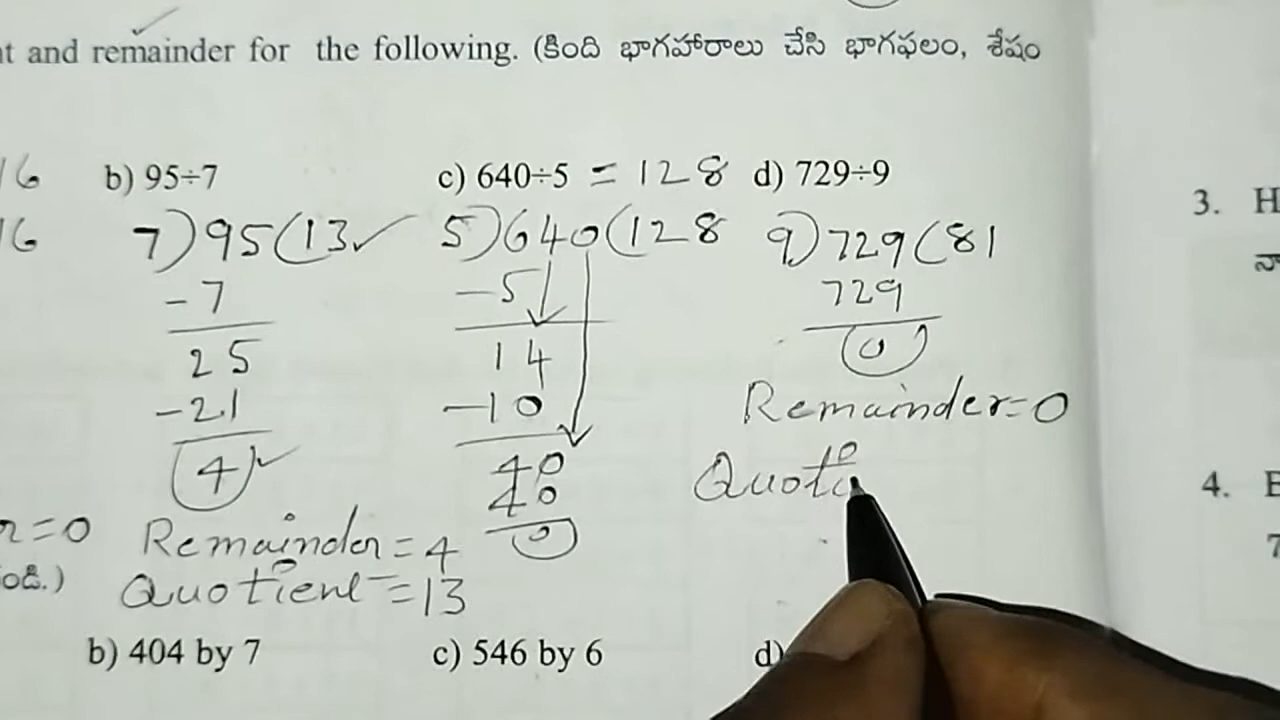 t and remainder for the following. (కింది భాగహారాలు చేసి భాగఫలం, శేషం
16 b) 95÷7 c) 640÷5 = 128 d) 729÷9
16 7)95(13 5)640(128 9)729(81
-7 -5 729
25 14 0
-21 -10 Remainder=0
4 40 Quoti
40
r=0 Remainder=4 0
Quotient=13
ండి.)
b) 404 by 7 c) 546 by 6 d)
3. H
4. E
7